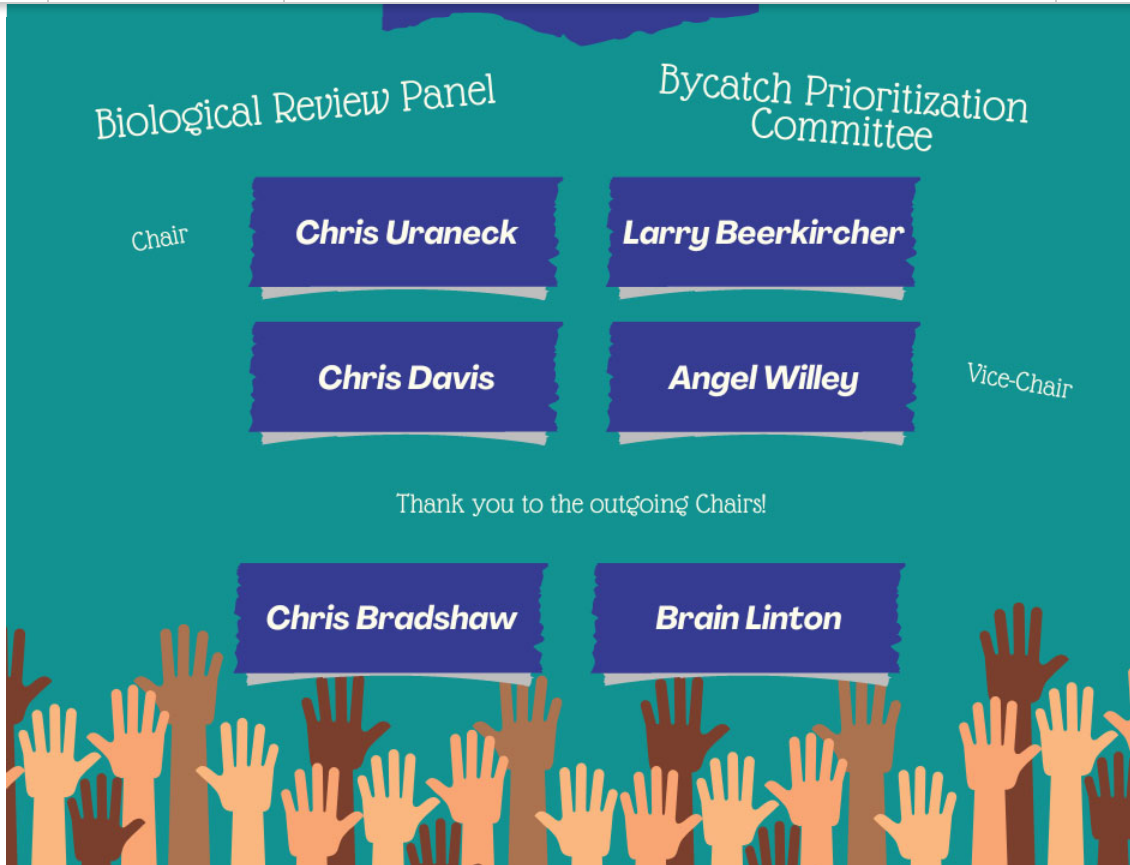 Biological Review Panel
Bycatch Prioritization
Committee
Chair
Chris Uraneck
Larry Beerkircher
Chris Davis
Angel Willey
Vice-Chair
Thank you to the outgoing Chairs!
Chris Bradshaw
Brain Linton